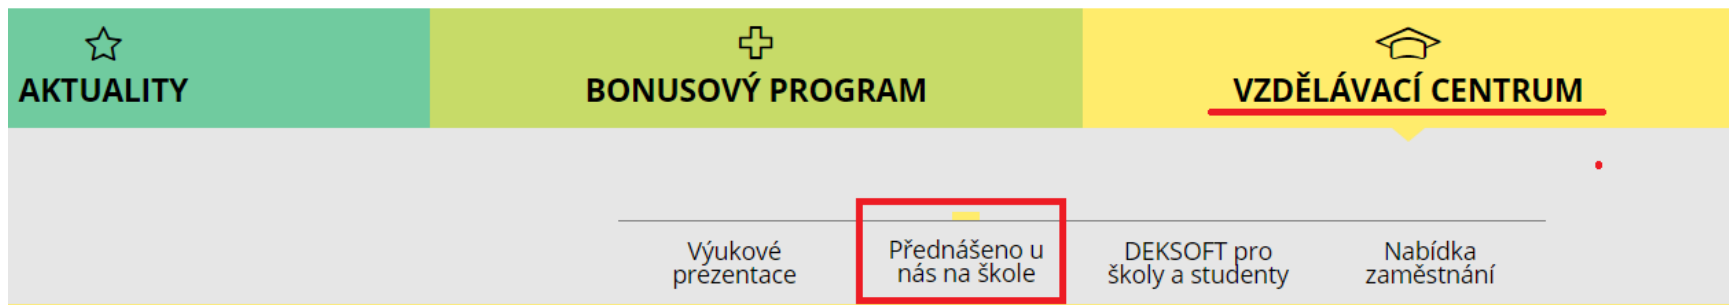 AKTUALITY
BONUSOVÝ PROGRAM
VZDĚLÁVACÍ CENTRUM
Výukové
prezentace
Přednášeno u
nás na škole
DEKSOFT pro
školy a studenty
Nabídka
zaměstnání